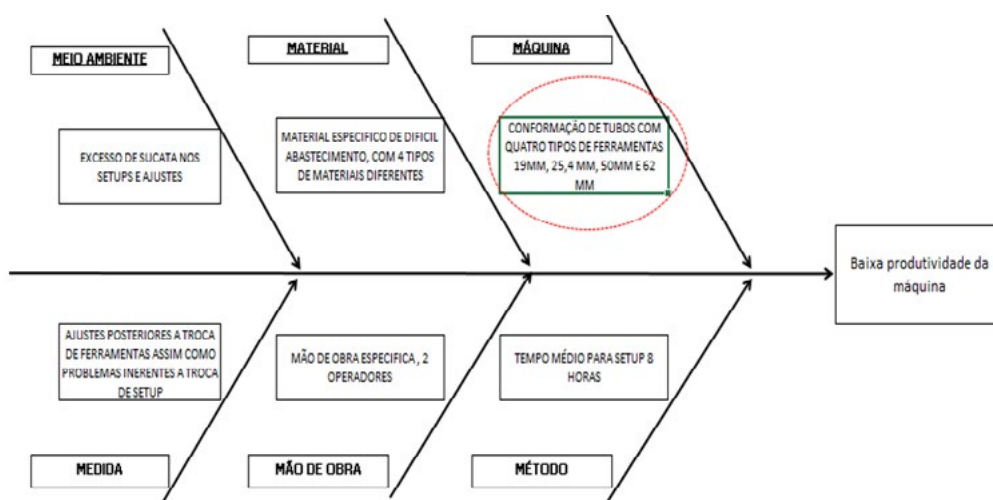 MEIO AMBIENTE
MATERIAL
MÁQUINA
EXCESSO DE SUCATA NOS
SETUPS E AJUSTES
MATERIAL ESPECIFICO DE DIFICIL
ABASTECIMENTO, COM 4 TIPOS
DE MATERIAIS DIFERENTES
CONFORMAÇÃO DE TUBOS COM
QUATRO TIPOS DE FERRAMENTAS
19MM, 25,4 MM, 50MM E 62
MM
Baixa produtividade da
máquina
AJUSTES POSTERIORES A TROCA
DE FERRAMENTAS ASSIM COMO
PROBLEMAS INERENTES A TROCA
DE SETUP
MÃO DE OBRA ESPECIFICA , 2
OPERADORES
TEMPO MÉDIO PARA SETUP 8
HORAS
MEDIDA
MÃO DE OBRA
MÉTODO